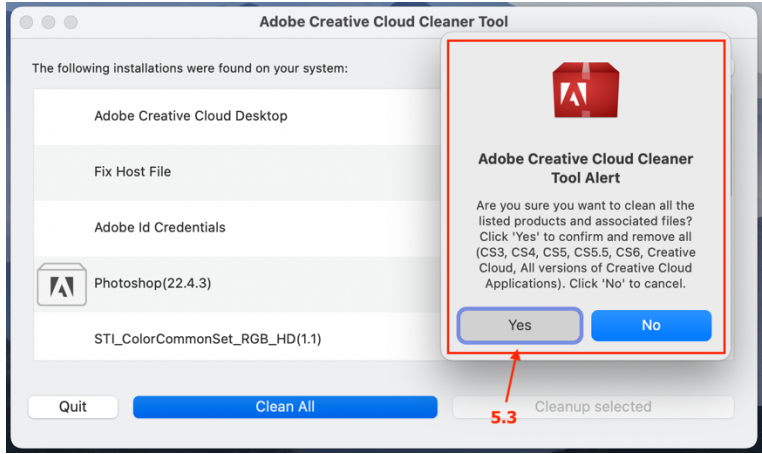 Adobe Creative Cloud Cleaner Tool
The following installations were found on your system:
Adobe Creative Cloud Desktop
Fix Host File
Adobe Id Credentials
Photoshop(22.4.3)
STI_ColorCommonSet_RGB_HD(1.1)
Quit
Clean All
Cleanup selected
Adobe Creative Cloud Cleaner
Tool Alert
Are you sure you want to clean all the
listed products and associated files?
Click 'Yes' to confirm and remove all
(CS3, CS4, CS5, CS5.5, CS6, Creative
Cloud, All versions of Creative Cloud
Applications). Click 'No' to cancel.
Yes
No
5.3